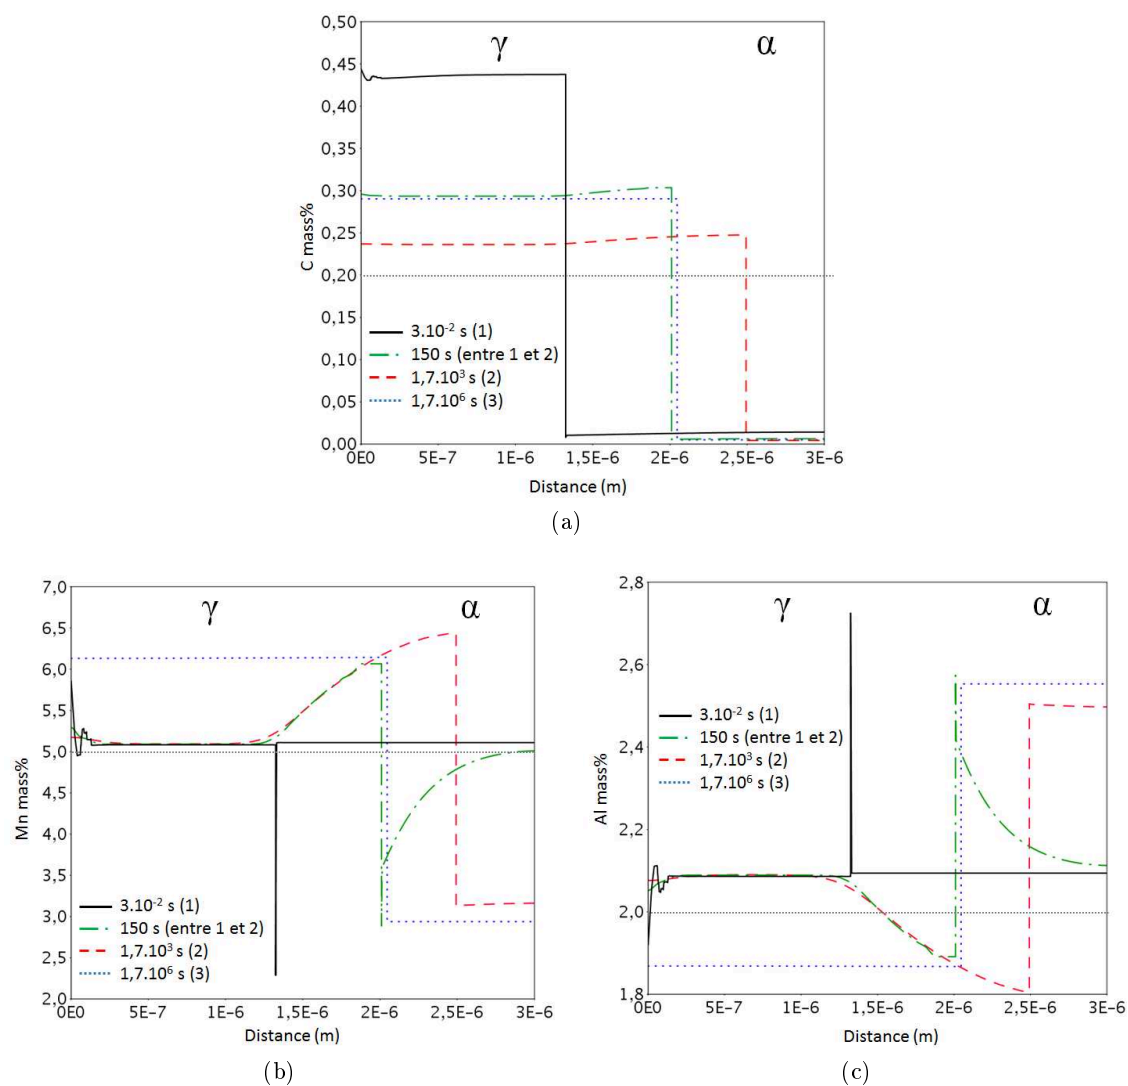 0,50
0,45
0,40
0,35
0,30
0,25
0,20
0,15
0,10
0,05
0,00
C mass%
γ
α
3.10⁻² s (1)
150 s (entre 1 et 2)
1,7.10³ s (2)
1,7.10⁶ s (3)
0E0 5E-7 1E-6 1,5E-6 2E-6 2,5E-6 3E-6
Distance (m)
(a)
7,0
6,5
6,0
5,5
5,0
4,5
4,0
3,5
3,0
2,5
2,0
Mn mass%
γ
α
3.10⁻² s (1)
150 s (entre 1 et 2)
1,7.10³ s (2)
1,7.10⁶ s (3)
0E0 5E-7 1E-6 1,5E-6 2E-6 2,5E-6 3E-6
Distance (m)
(b)
2,8
2,6
2,4
2,2
2,0
1,8
Al mass%
γ
α
3.10⁻² s (1)
150 s (entre 1 et 2)
1,7.10³ s (2)
1,7.10⁶ s (3)
0E0 5E-7 1E-6 1,5E-6 2E-6 2,5E-6 3E-6
Distance (m)
(c)